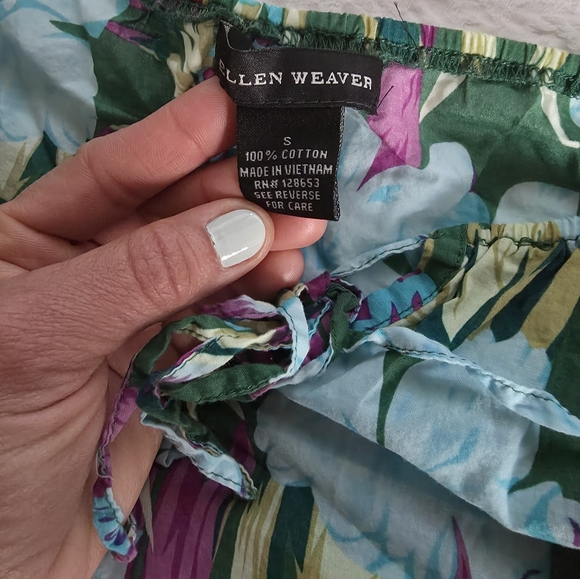 ELLEN WEAVER
S
100% COTTON
MADE IN VIETNAM
RN# 128653
SEE REVERSE
FOR CARE